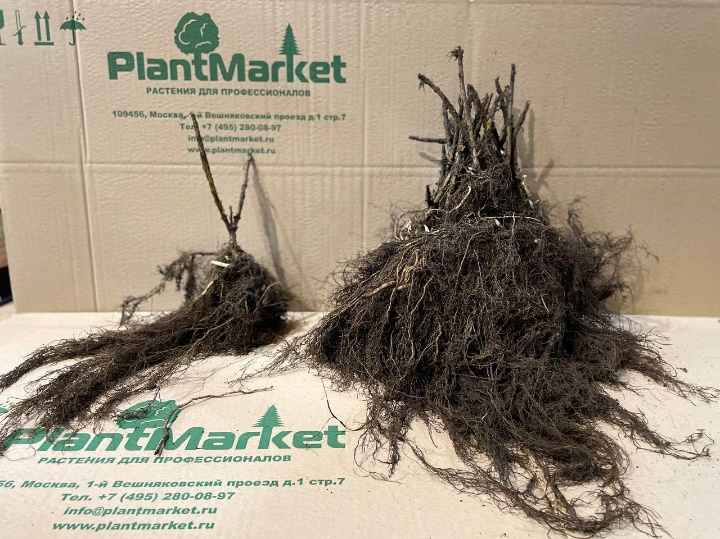 PlantMarket
РАСТЕНИЯ ДЛЯ ПРОФЕССИОНАЛОВ
109456, Москва, 1-й Вешняковский проезд д.1 стр.7
Тел. +7 (495) 280-08-97
info@plantmarket.ru
www.plantmarket.ru
PlantMarket
РАСТЕНИЯ ДЛЯ ПРОФЕССИОНАЛОВ
56, Москва, 1-й Вешняковский проезд д.1 стр.7
Тел. +7 (495) 280-08-97
info@plantmarket.ru
www.plantmarket.ru